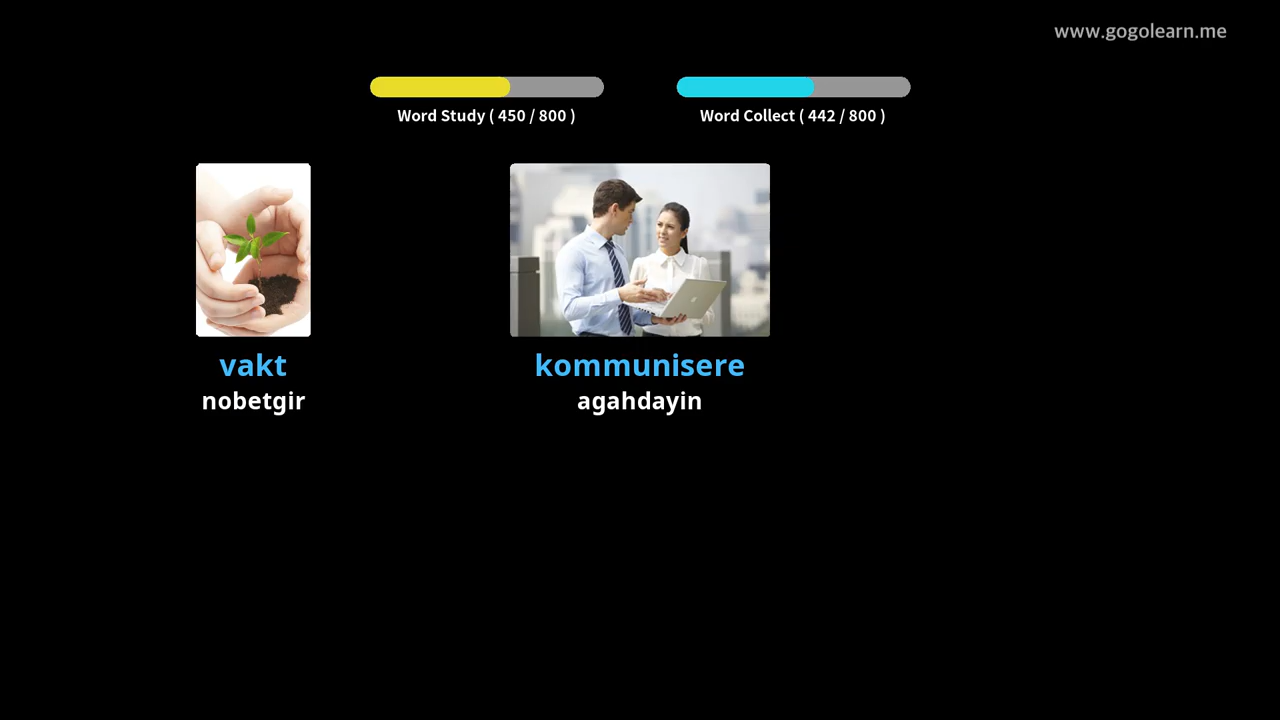 www.gogolearn.me
Word Study ( 450 / 800 )
Word Collect ( 442 / 800 )
vakt
nobetgir
kommunisere
agahdayin